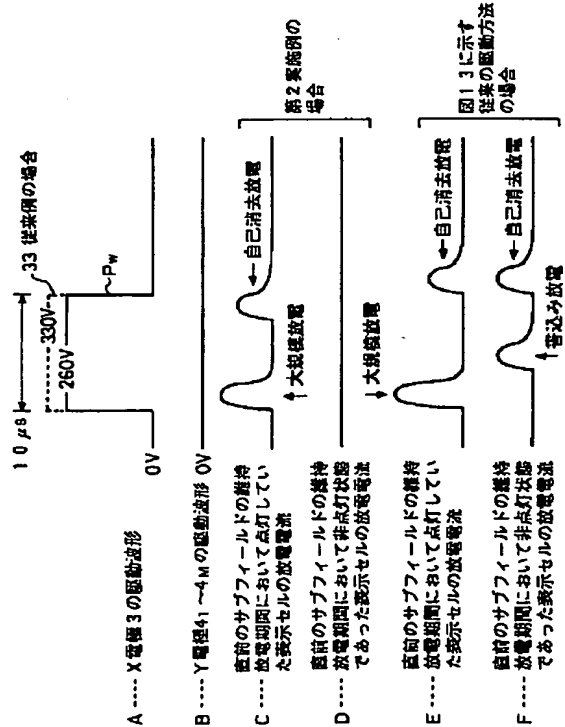 10μs
33 従来例の場合
330V
260V
Pw
A ---- X電極3の駆動波形
0V
B ---- Y電極4₁～4Mの駆動波形 0V
C ---- 直前のサブフィールドの維持
放電期間において点灯してい
た表示セルの放電電流
大規模放電
自己消去放電
D ---- 直前のサブフィールドの維持
放電期間において非点灯状態
であった表示セルの放電電流
第2実施例の
場合
E ---- 直前のサブフィールドの維持
放電期間において点灯してい
た表示セルの放電電流
大規模放電
自己消去放電
F ---- 直前のサブフィールドの維持
放電期間において非点灯状態
であった表示セルの放電電流
書込み放電
自己消去放電
図13に示す
従来の駆動方法
の場合